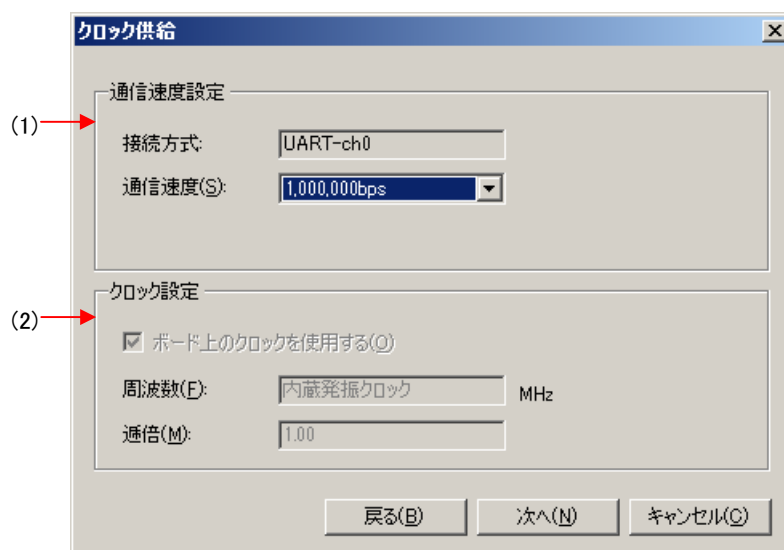 クロック供給
(1)
通信速度設定
接続方式: UART-ch0
通信速度(S): 1,000,000bps
(2)
クロック設定
ボード上のクロックを使用する(O)
周波数(F): 内蔵発振クロック MHz
逓倍(M): 1.00
戻る(B) 次へ(N) キャンセル(C)